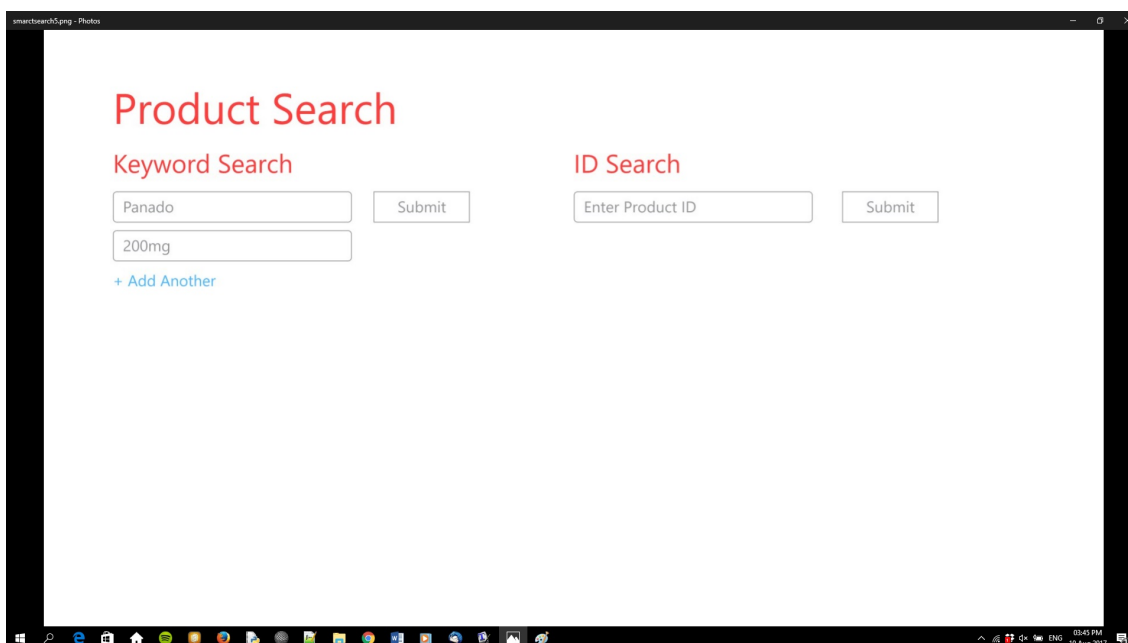 smarctsearch5.png - Photos
Product Search
Keyword Search
ID Search
Panado
Submit
Enter Product ID
Submit
200mg
+ Add Another
ENG
03:45 PM